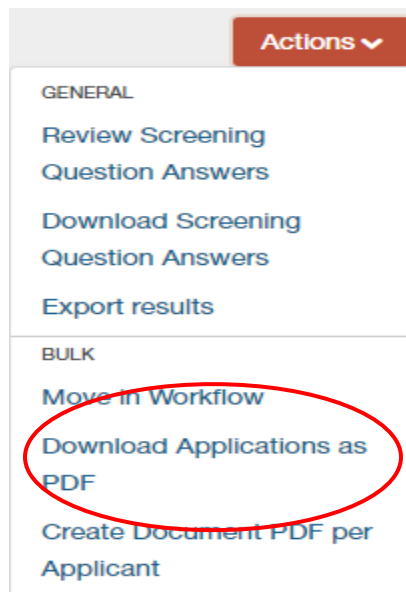 Actions
GENERAL
Review Screening
Question Answers
Download Screening
Question Answers
Export results
BULK
Move in Workflow
Download Applications as
PDF
Create Document PDF per
Applicant